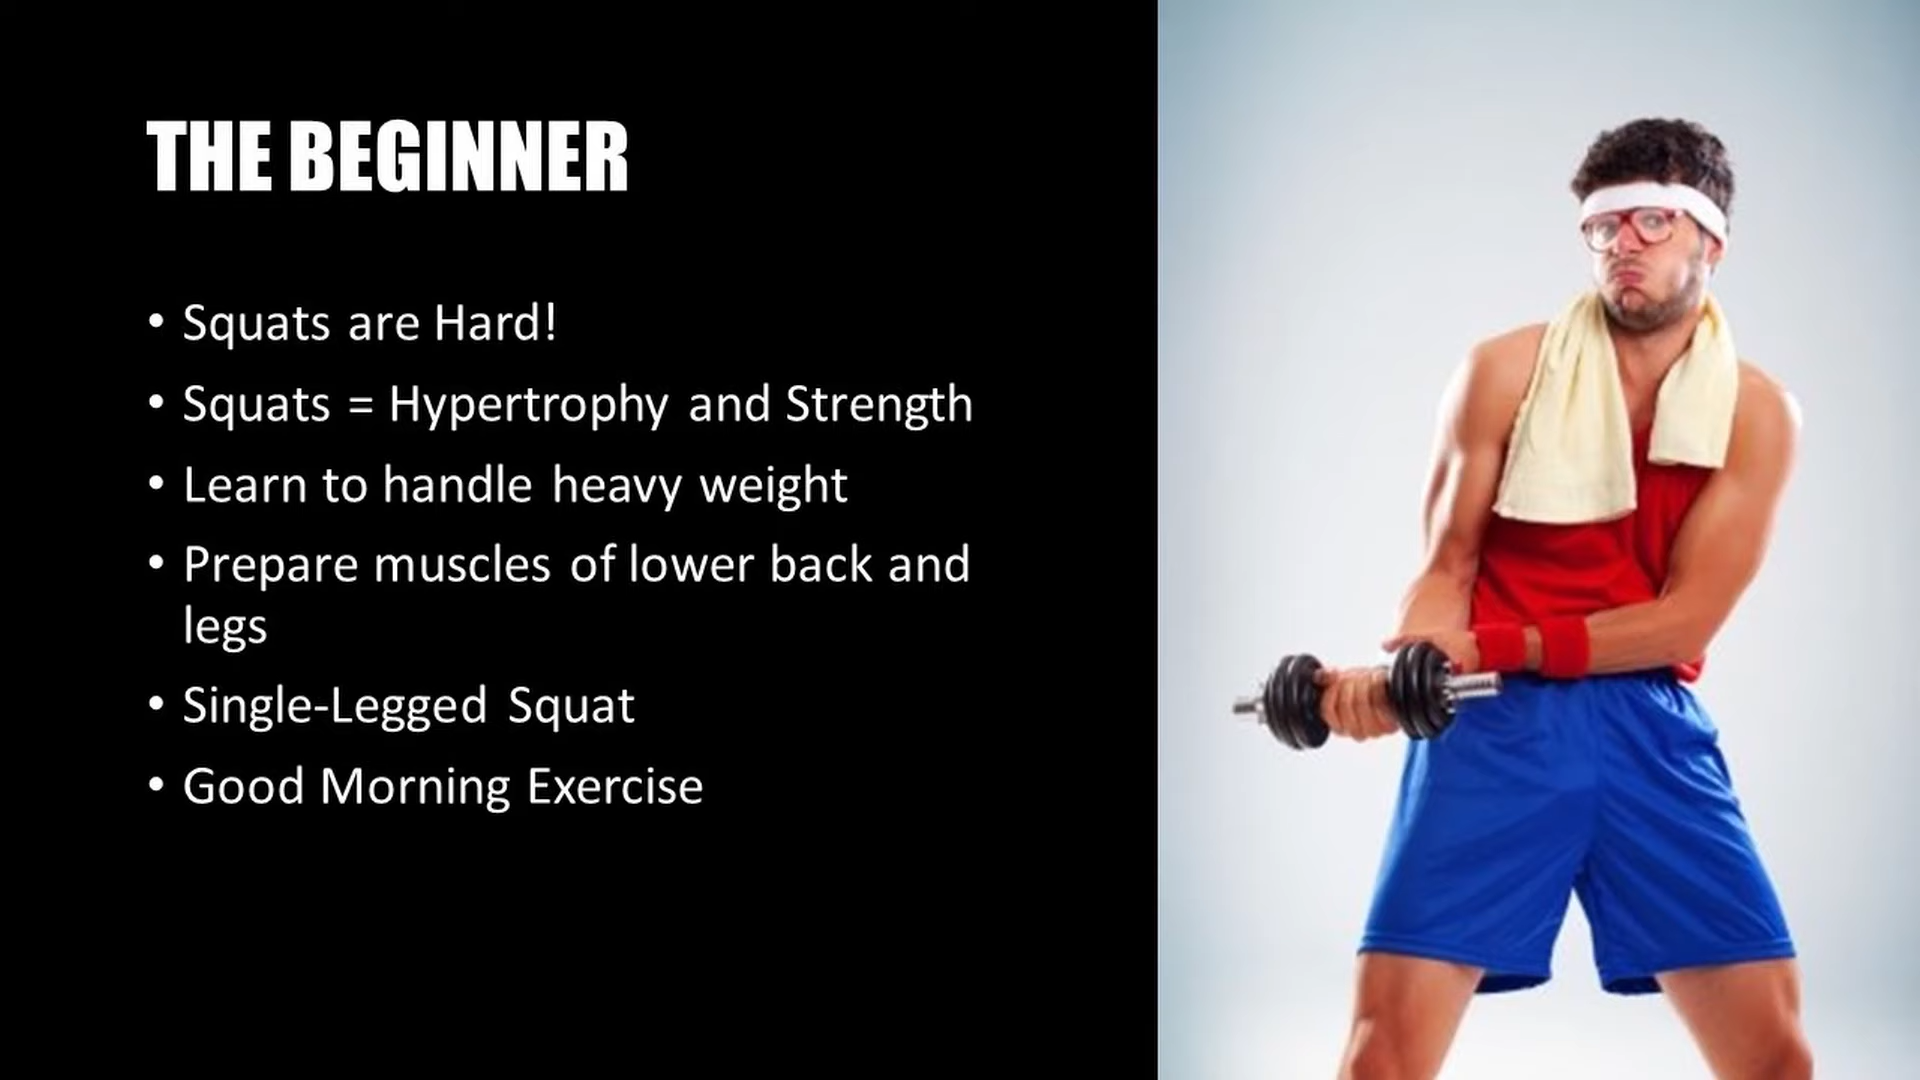 THE BEGINNER
• Squats are Hard!
• Squats = Hypertrophy and Strength
• Learn to handle heavy weight
• Prepare muscles of lower back and
legs
• Single-Legged Squat
• Good Morning Exercise